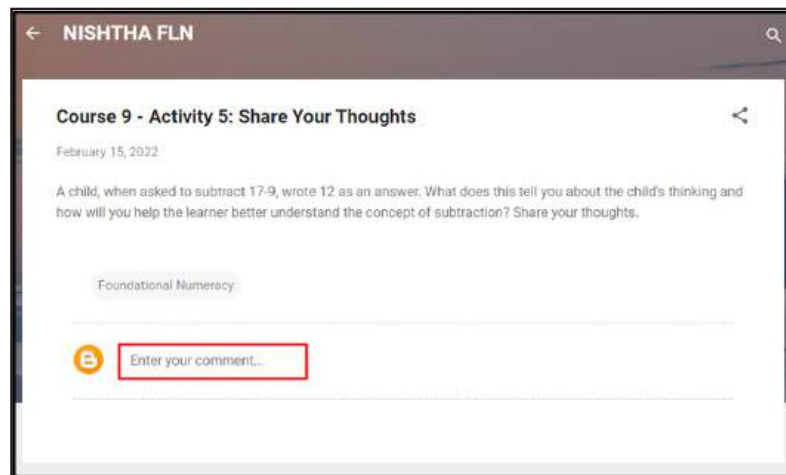 NISHTHA FLN
Course 9 - Activity 5: Share Your Thoughts
February 15, 2022
A child, when asked to subtract 17-9, wrote 12 as an answer. What does this tell you about the child's thinking and
how will you help the learner better understand the concept of subtraction? Share your thoughts.
Foundational Numeracy
Enter your comment...